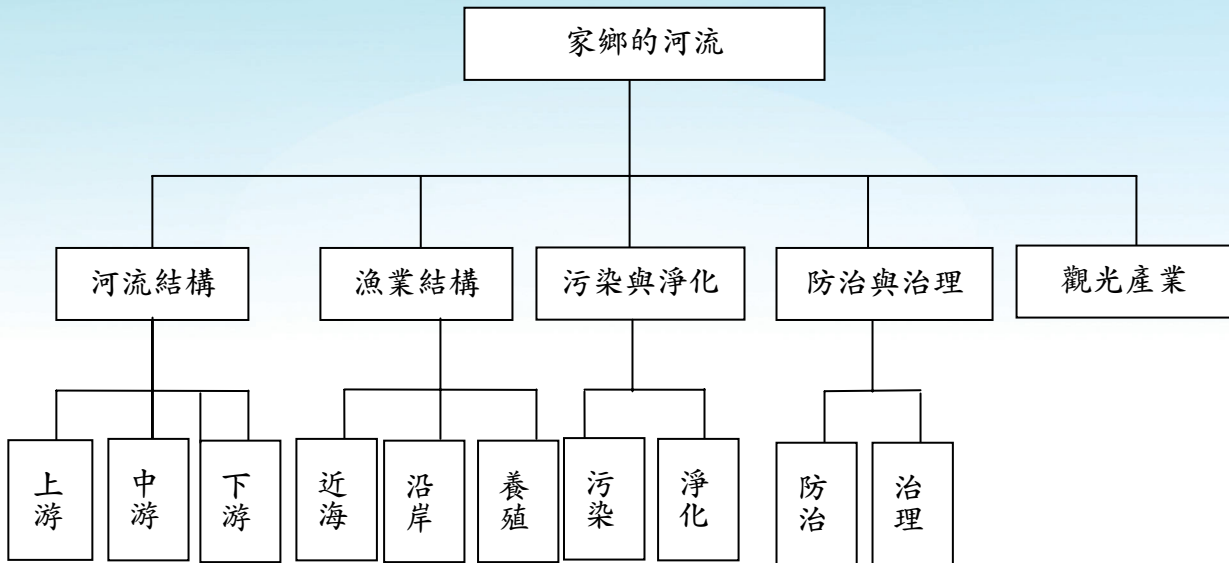 家鄉的河流
河流結構
漁業結構
污染與淨化
防治與治理
觀光產業
上游
中游
下游
近海
沿岸
養殖
污染
淨化
防治
治理